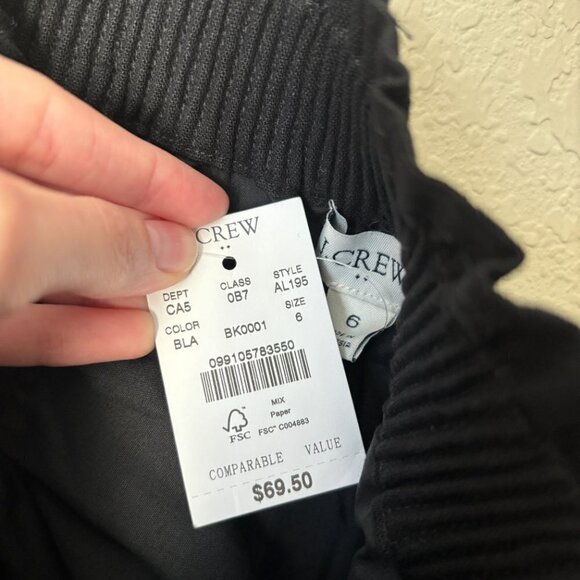 CREW
DEPT CLASS STYLE
CA5 0B7 AL195
COLOR SIZE
BLA BK0001 6
099105783550
MIX
Paper
FSC
FSC™ C004883
COMPARABLE VALUE
$69.50
J.CREW
6